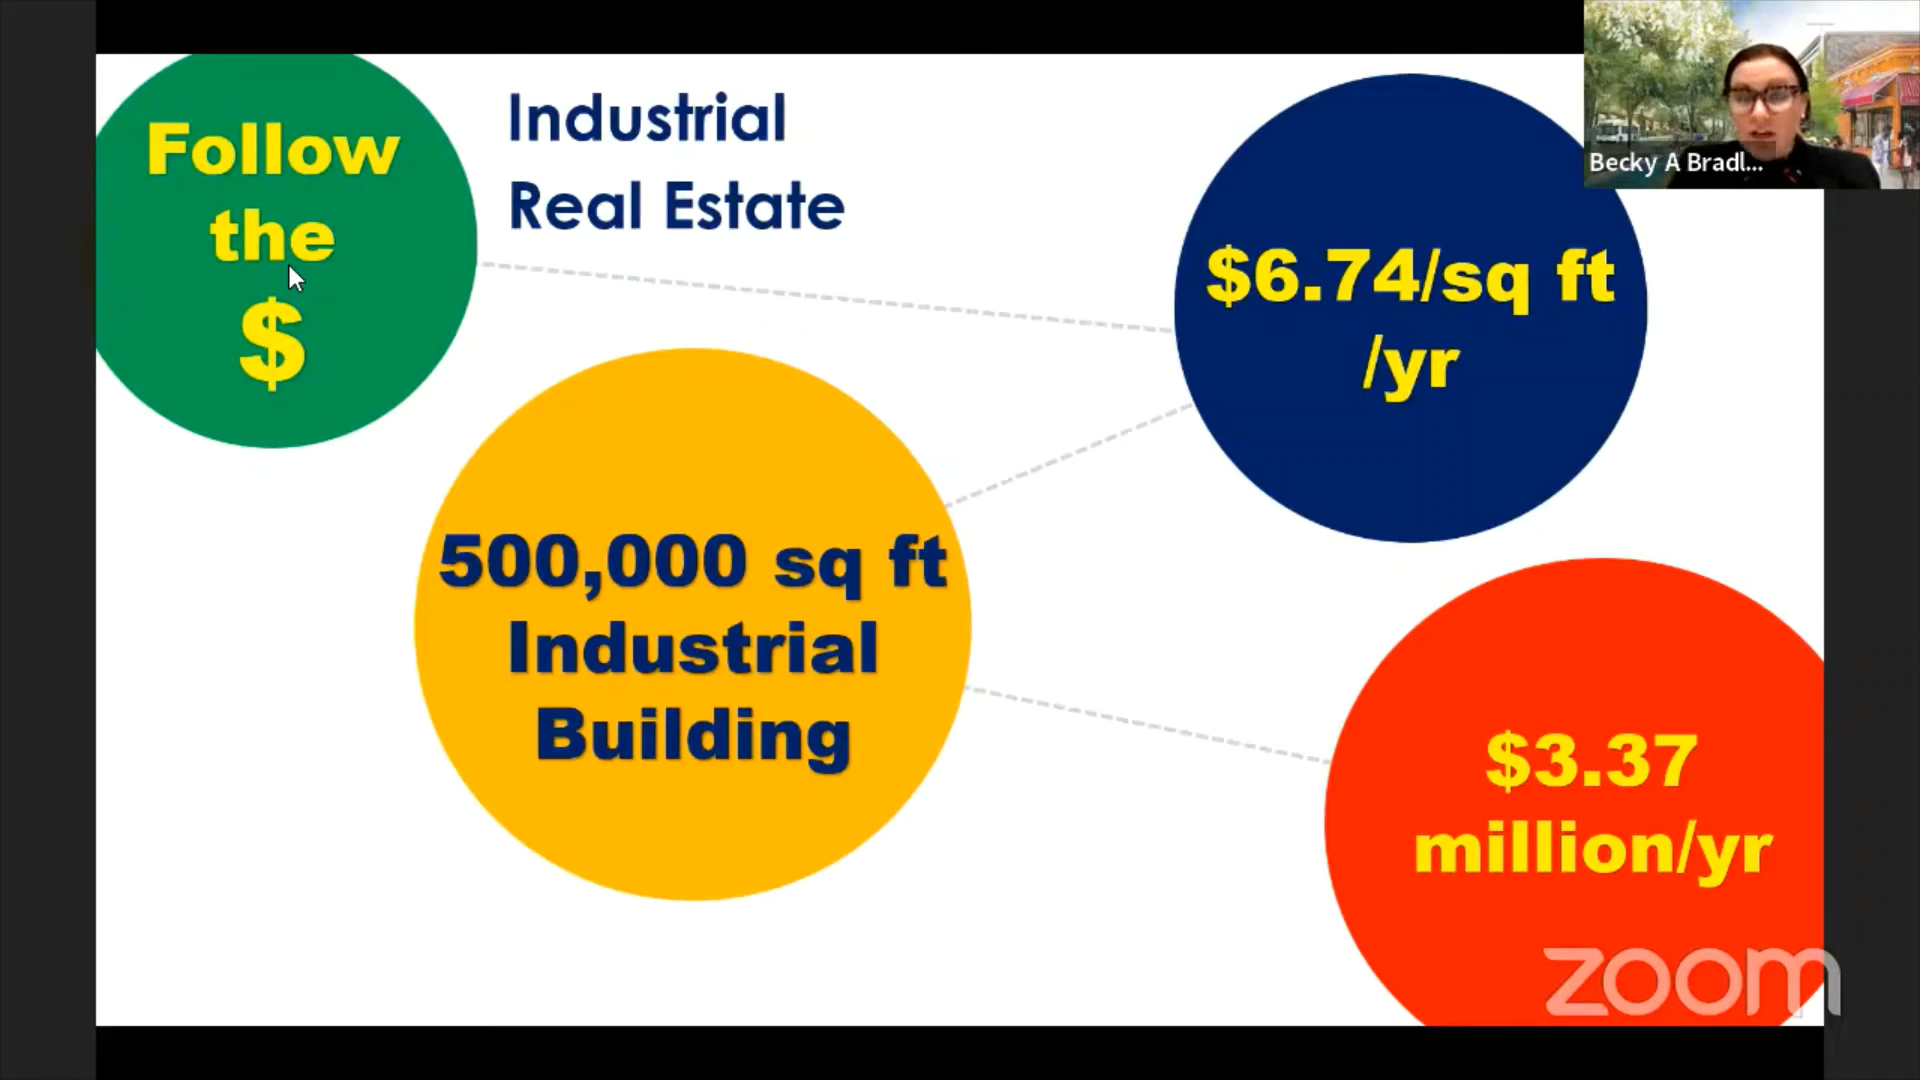 Follow
the
$
Industrial
Real Estate
$6.74/sq ft
/yr
Becky A Bradl...
500,000 sq ft
Industrial
Building
$3.37
million/yr
zoom